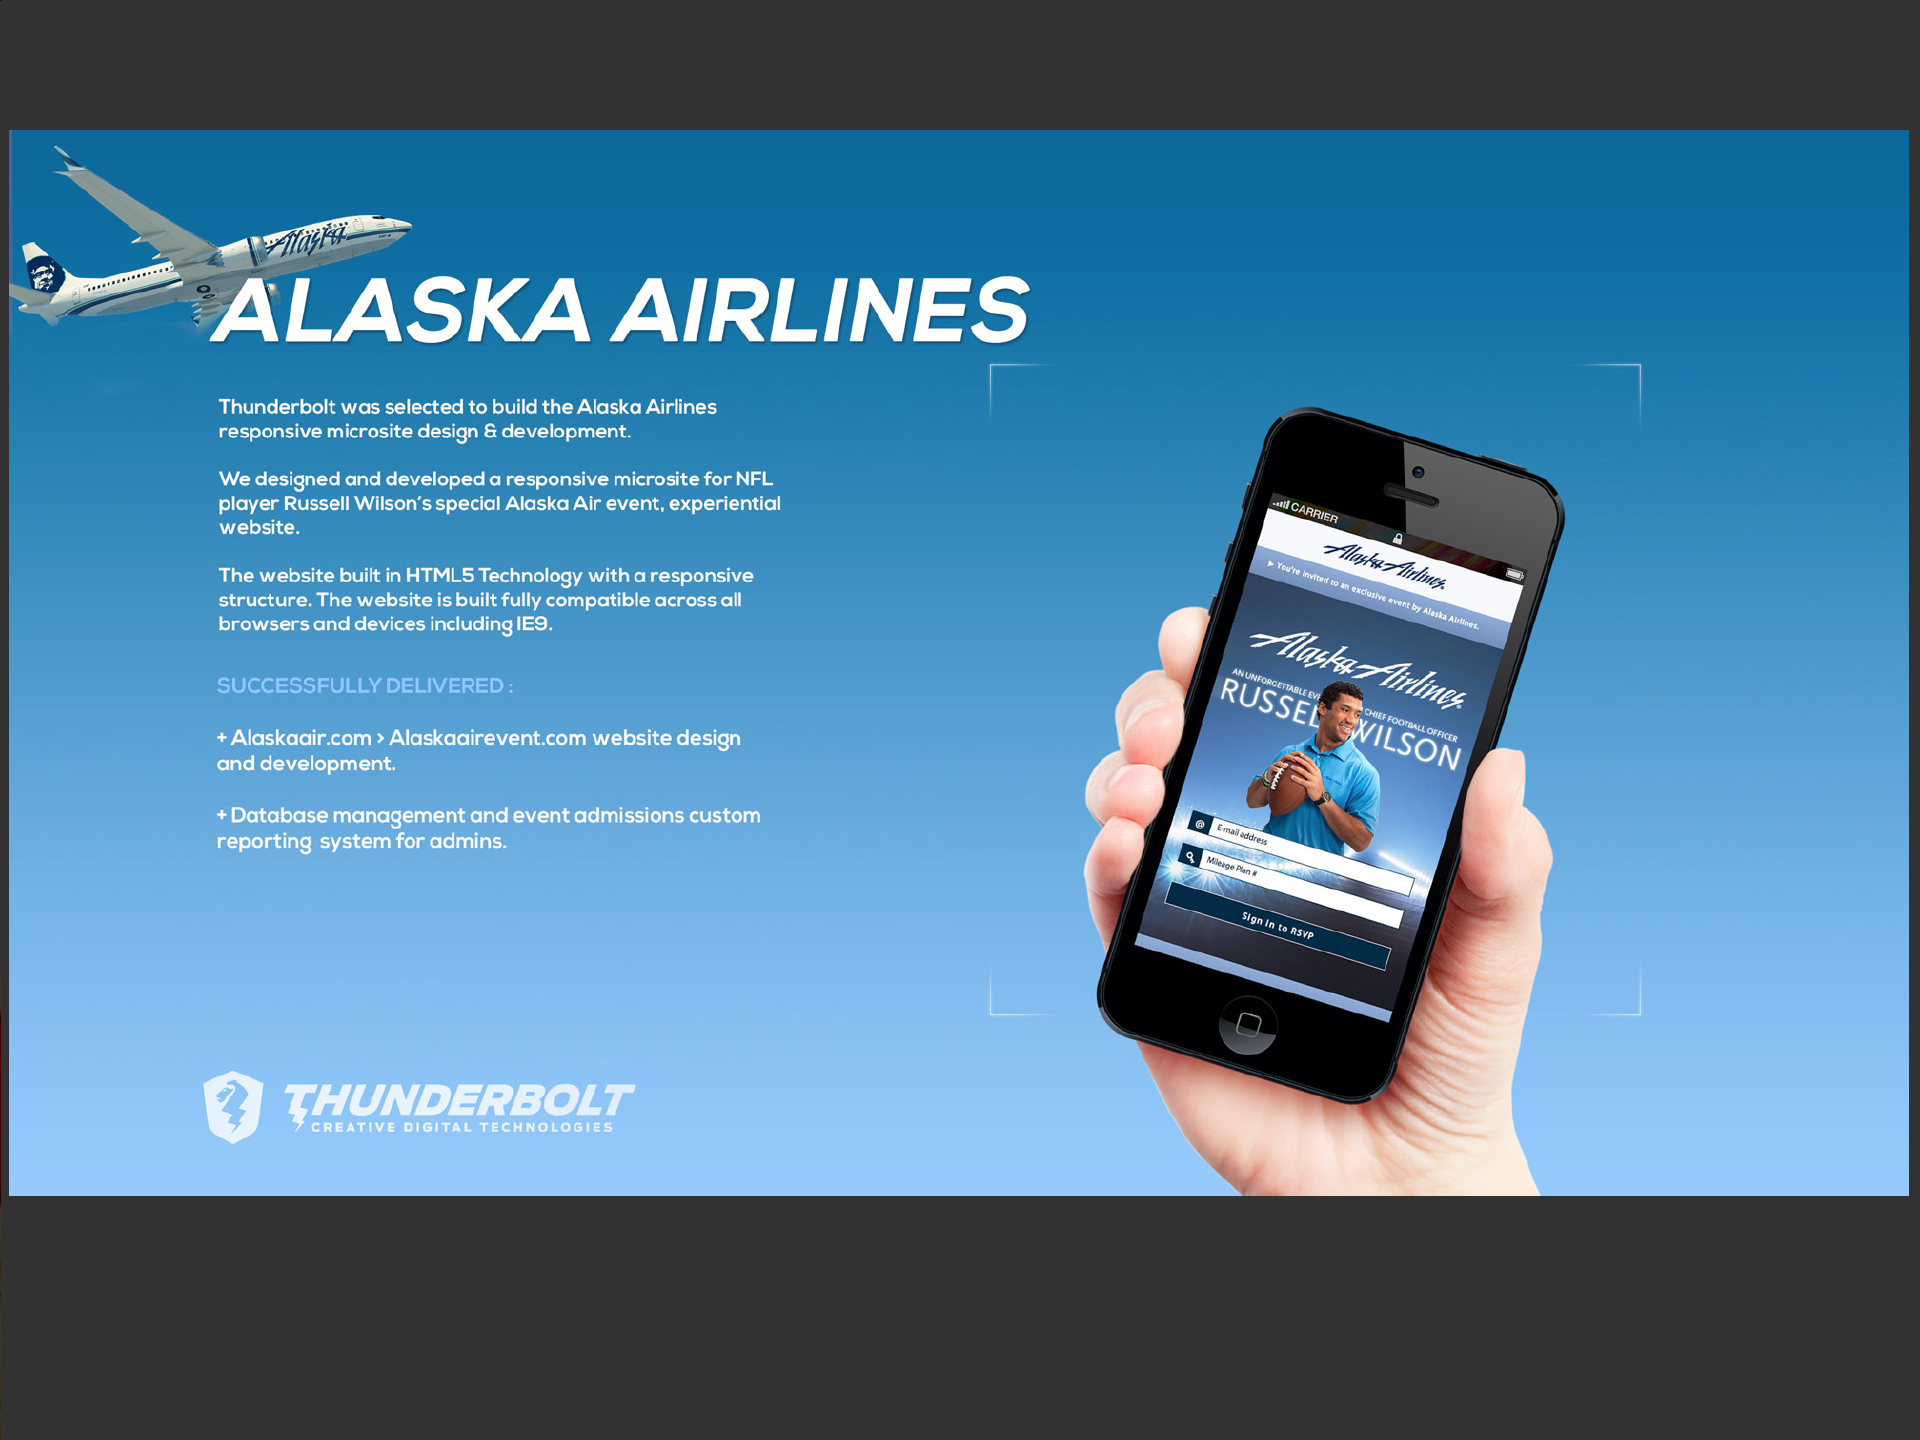 Alaska
ALASKA AIRLINES
Thunderbolt was selected to build the Alaska Airlines
responsive microsite design & development.
We designed and developed a responsive microsite for NFL
player Russell Wilson's special Alaska Air event, experiential
website.
The website built in HTML5 Technology with a responsive
structure. The website is built fully compatible across all
browsers and devices including IE9.
SUCCESSFULLY DELIVERED :
+ Alaskaair.com > Alaskaairevent.com website design
and development.
+ Database management and event admissions custom
reporting system for admins.
THUNDERBOLT
CREATIVE DIGITAL TECHNOLOGIES
CARRIER
Alaska Airlines
You're invited to an exclusive event by Alaska Airlines.
Alaska Airlines
AN UNFORGETTABLE CHIEF FOOTBALL OFFICER
RUSSELL WILSON
@ E-mail address
Mileage Plan #
Sign in to RSVP